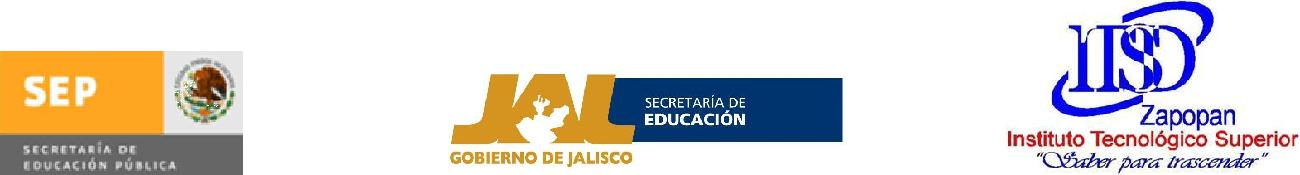 SEP
SECRETARÍA DE
EDUCACIÓN PÚBLICA
JAL
GOBIERNO DE JALISCO
SECRETARÍA DE
EDUCACIÓN
ITS
Zapopan
Instituto Tecnológico Superior
"Saber para trascender"